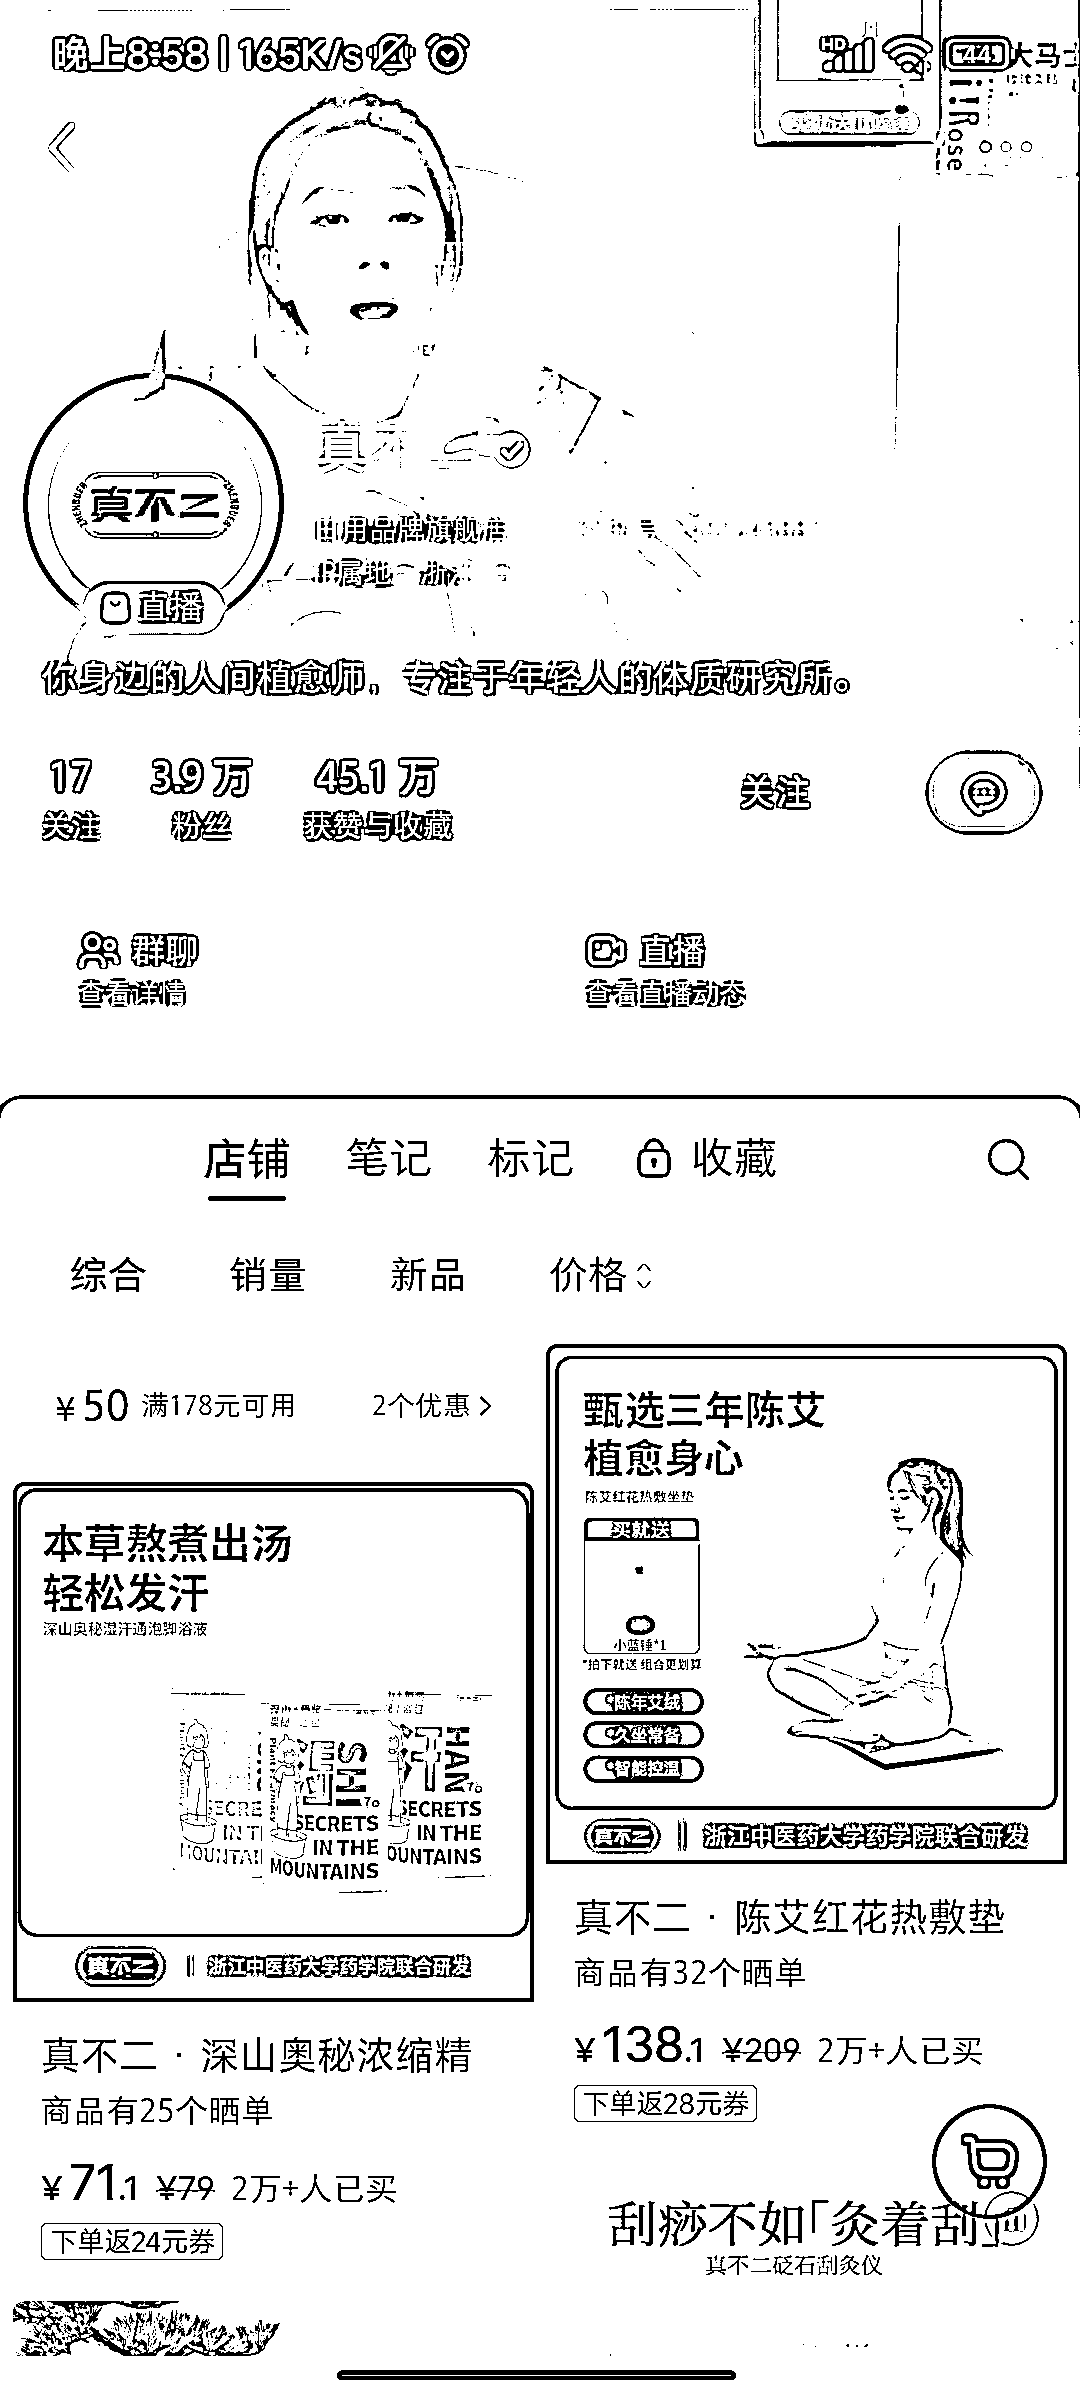 晚上8:58 | 165K/s
HD
44
大马士
i!!Rose
真不
真不二
ZHENBUER
ZHENBUER
直播
日用品牌旗舰店
IP属地
你身边的人间植愈师。专注于年轻人的体质研究所。
17 3.9万 45.1万
关注 粉丝 获赞与收藏
关注
群聊
查看详情
直播
查看直播动态
店铺 笔记 标记 收藏
综合 销量 新品 价格
¥50 满178元可用 2个优惠
本草熬煮出汤
轻松发汗
深山奥秘湿汗通泡脚浴液
SHI
HAN
SECRETS
IN THE
MOUNTAINS
SECRETS
IN THE
OUNTAINS
真不二 || 浙江中医药大学药学院联合研发
真不二 · 深山奥秘浓缩精
商品有25个晒单
¥71.1 ¥79 2万+人已买
下单返24元券
甄选三年陈艾
植愈身心
陈艾红花热敷坐垫
买就送
小蓝锤*1
*拍下就送 组合更划算
陈年艾绒
久坐常备
智能控温
真不二 || 浙江中医药大学药学院联合研发
真不二 · 陈艾红花热敷垫
商品有32个晒单
¥138.1 ¥209 2万+人已买
下单返28元券
刮痧不如「灸着刮」
真不二砭石刮灸仪